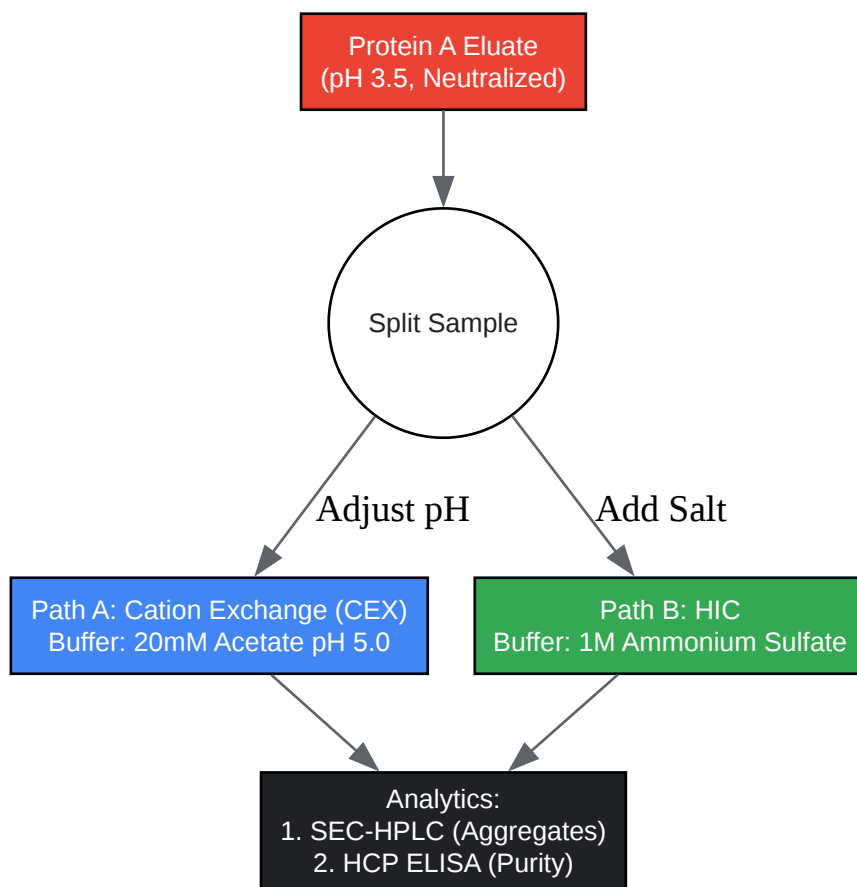 Protein A Eluate
(pH 3.5, Neutralized)
Split Sample
Adjust pH
Add Salt
Path A: Cation Exchange (CEX)
Buffer: 20mM Acetate pH 5.0
Path B: HIC
Buffer: 1M Ammonium Sulfate
Analytics:
1. SEC-HPLC (Aggregates)
2. HCP ELISA (Purity)